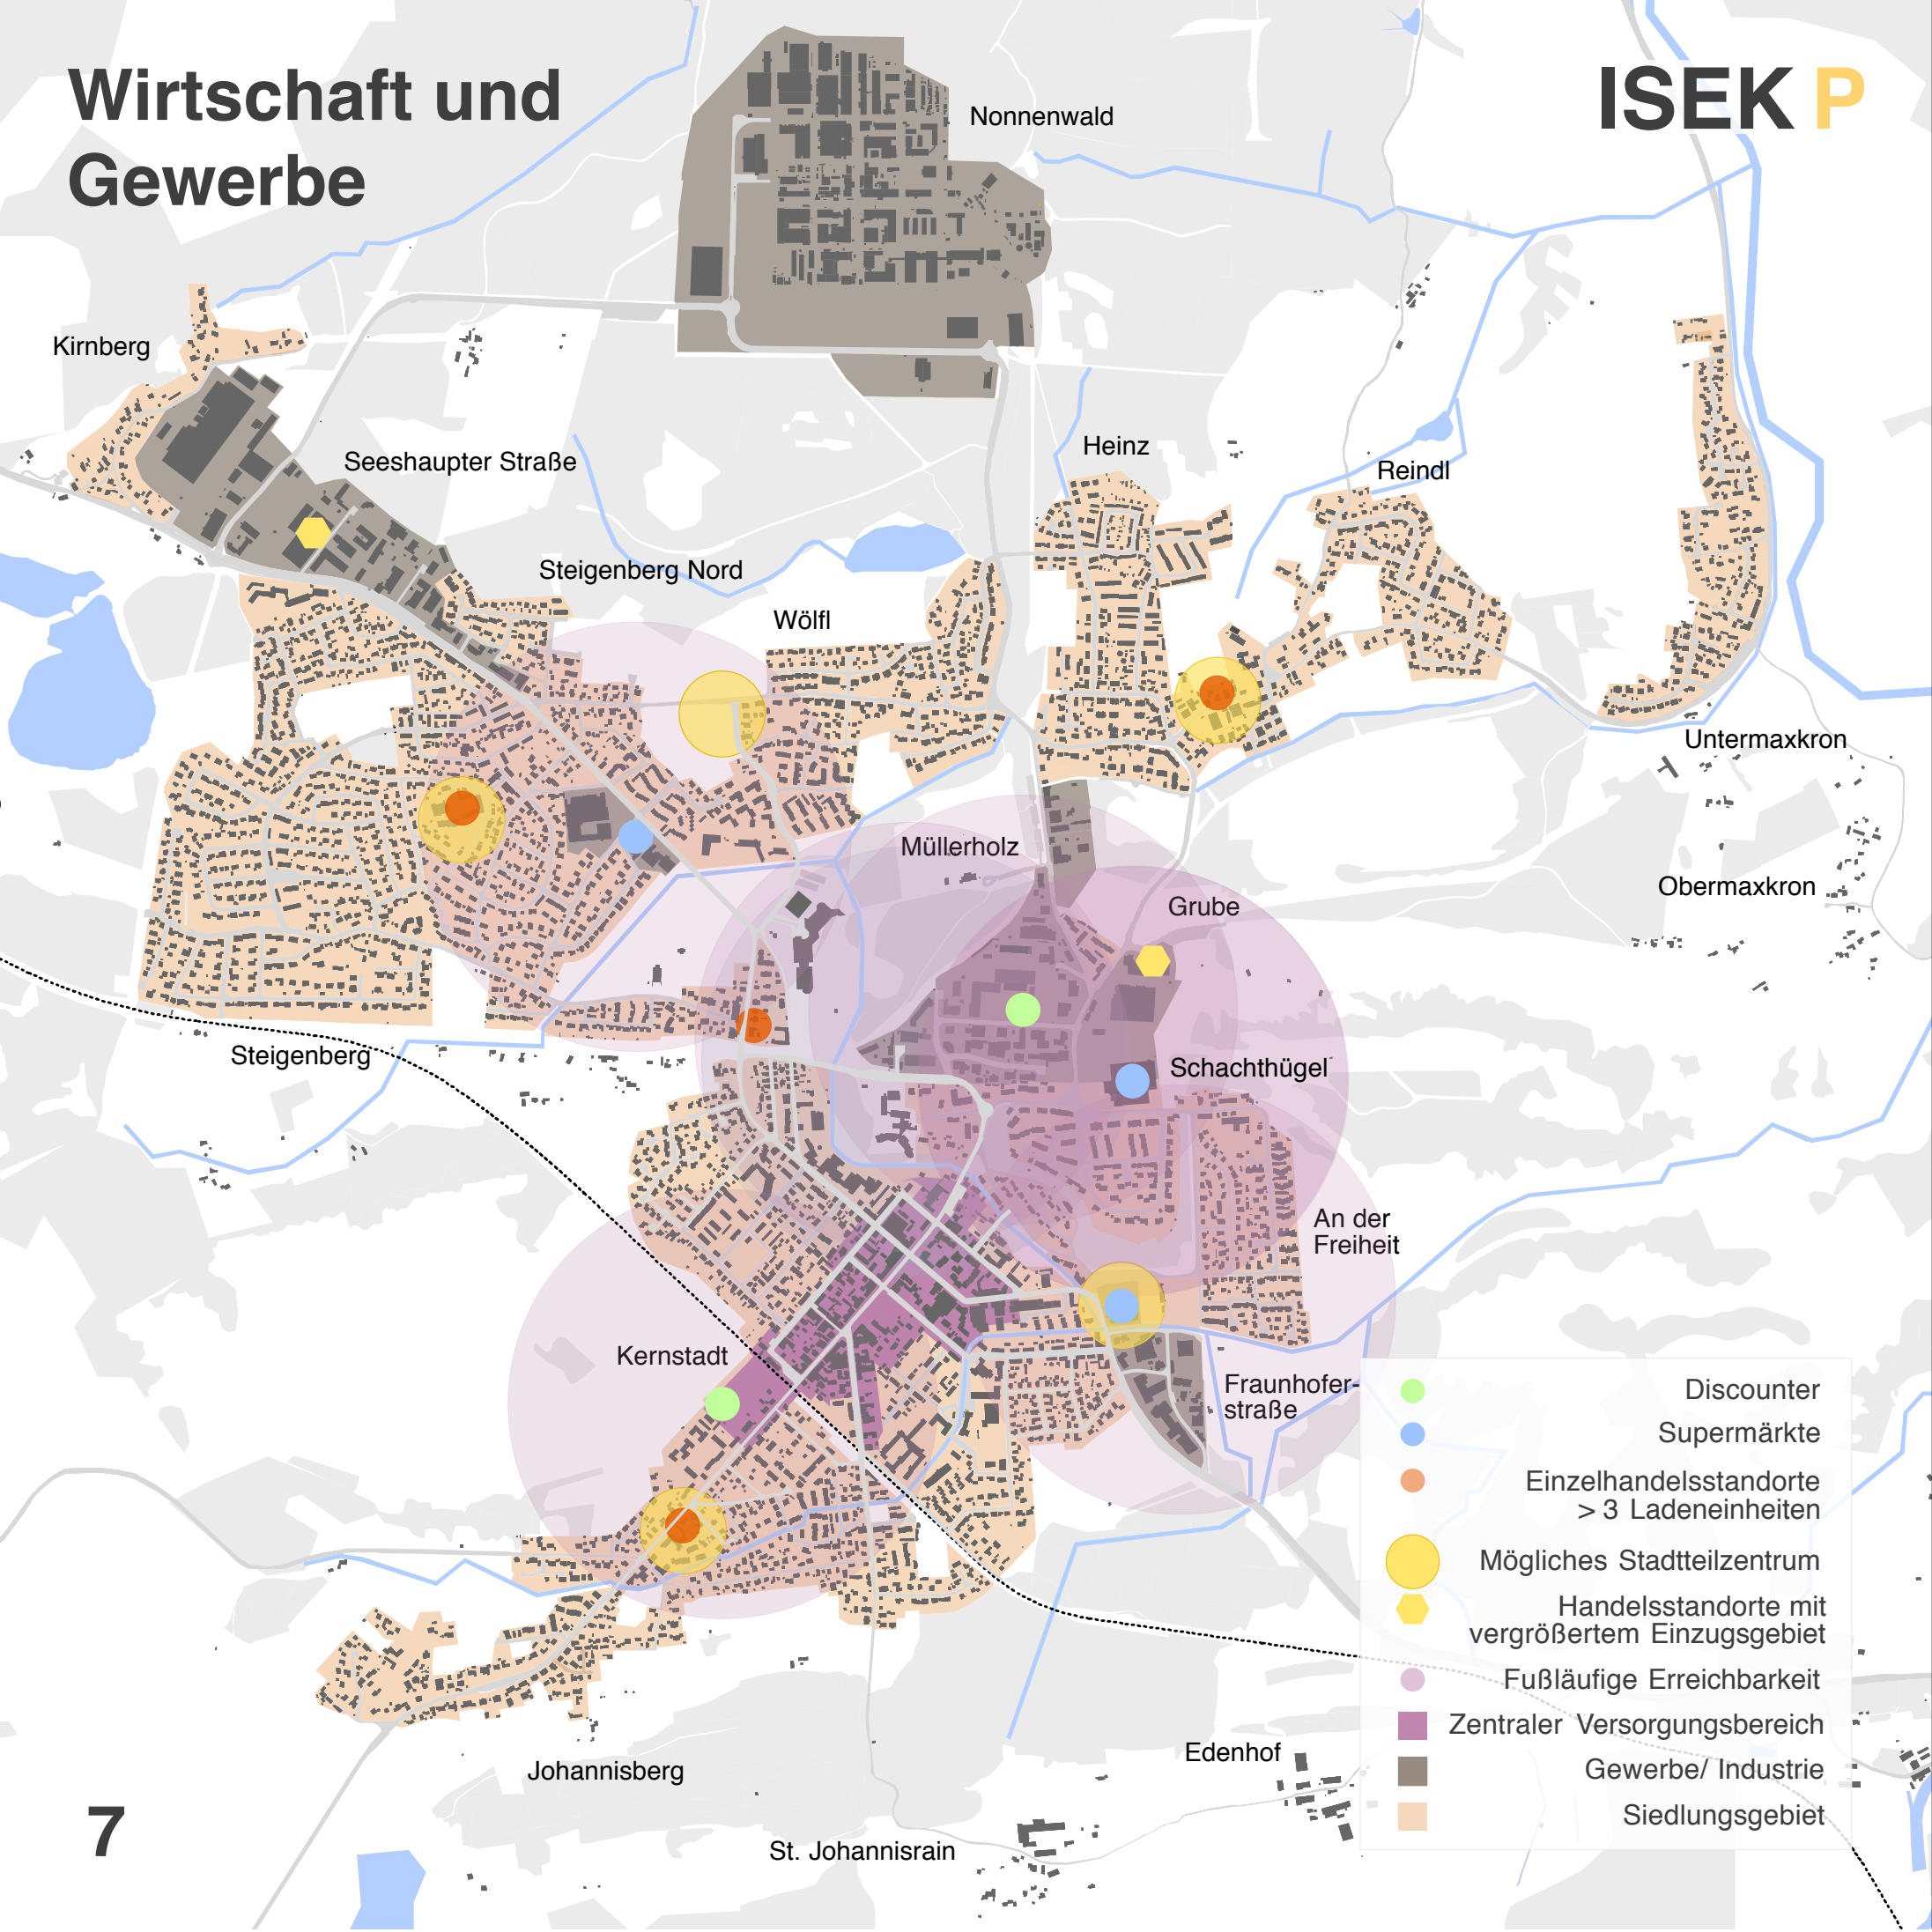 Wirtschaft und
Gewerbe
ISEK P
Nonnenwald
Kirnberg
Seeshaupter Straße
Heinz
Reindl
Steigenberg Nord
Wölfl
Untermaxkron
Müllerholz
Obermaxkron
Grube
Steigenberg
Schachthügel
An der
Freiheit
Kernstadt
Fraunhofer-
straße
Discounter
Supermärkte
Einzelhandelsstandorte
> 3 Ladeneinheiten
Mögliches Stadtteilzentrum
Handelsstandorte mit
vergrößertem Einzugsgebiet
Fußläufige Erreichbarkeit
Zentraler Versorgungsbereich
Gewerbe/ Industrie
Siedlungsgebiet
Edenhof
Johannisberg
St. Johannisrain
7